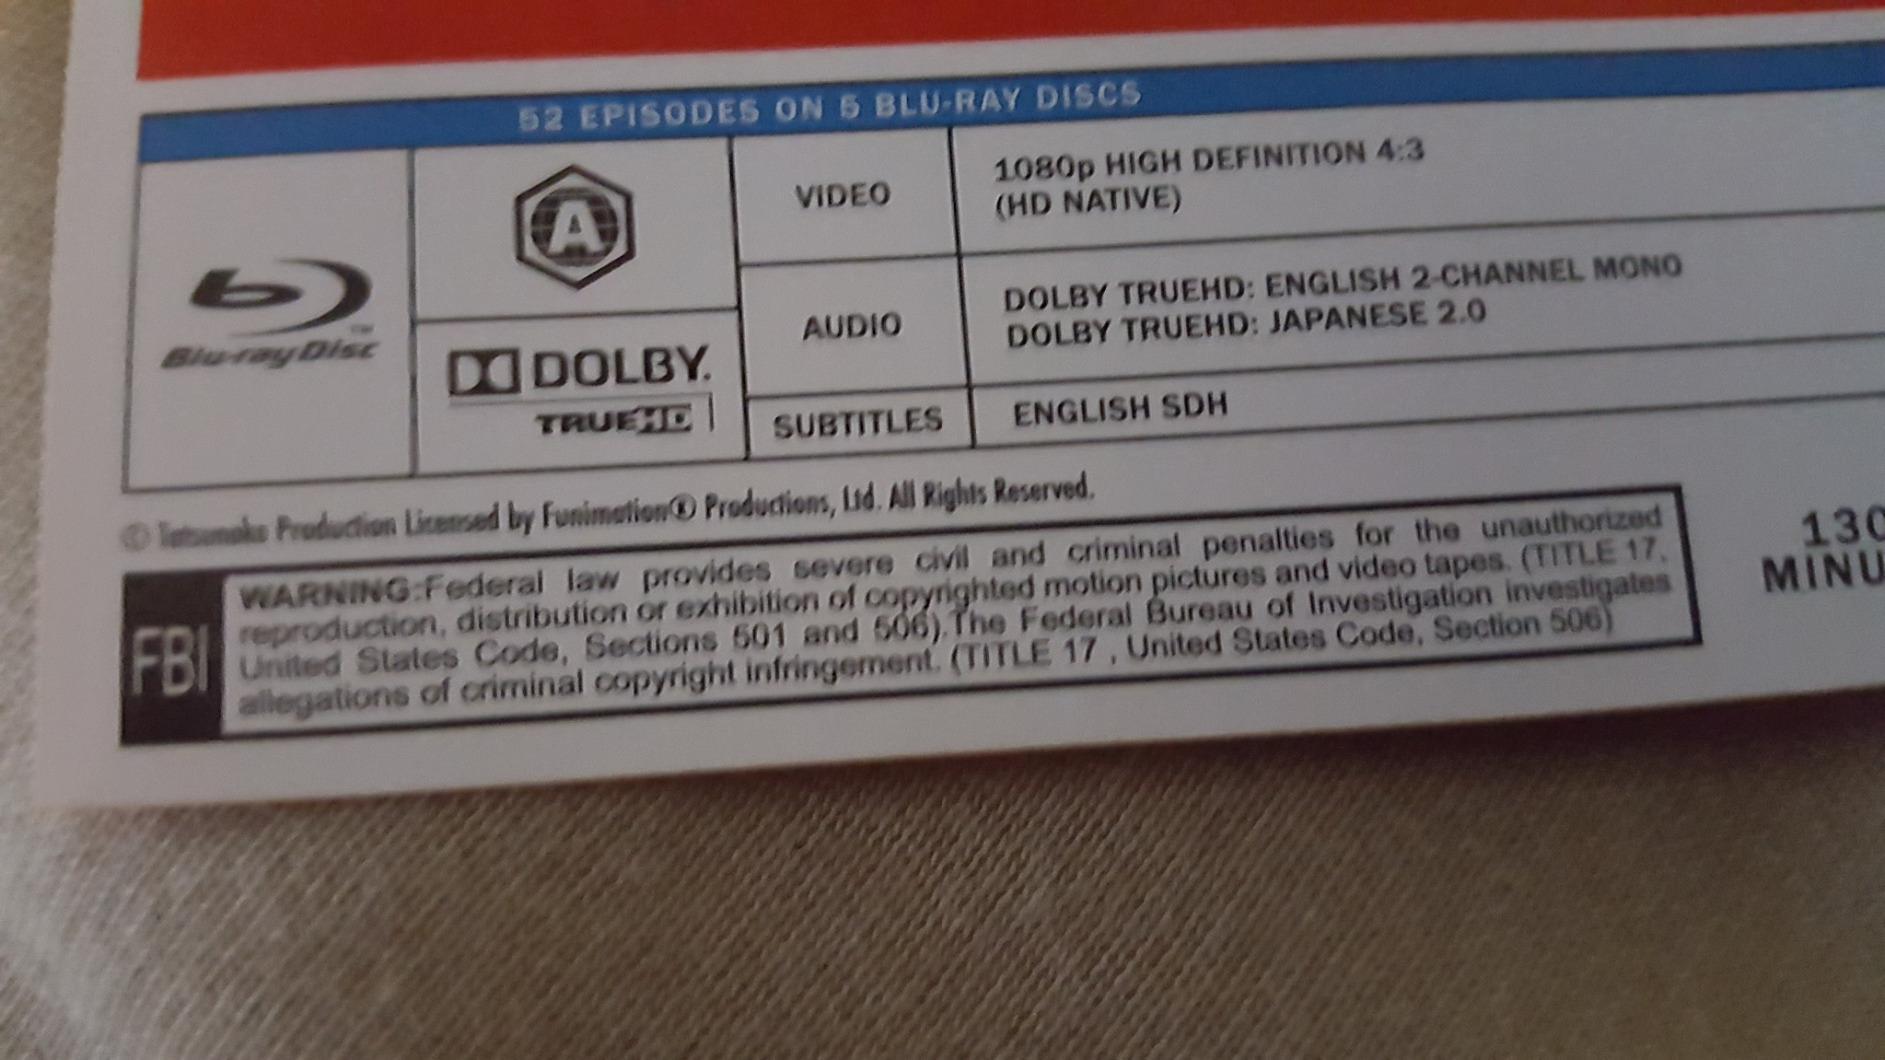 52 EPISODES ON 5 BLU-RAY DISCS
Blu-ray Disc
TM
A
DOLBY.
TRUEHD
VIDEO
1080p HIGH DEFINITION 4:3
(HD NATIVE)
AUDIO
DOLBY TRUEHD: ENGLISH 2-CHANNEL MONO
DOLBY TRUEHD: JAPANESE 2.0
SUBTITLES
ENGLISH SDH
© Tatsunoko Production Licensed by Funimation® Productions, Ltd. All Rights Reserved.
FBI
WARNING:Federal law provides severe civil and criminal penalties for the unauthorized
reproduction, distribution or exhibition of copyrighted motion pictures and video tapes. (TITLE 17,
United States Code, Sections 501 and 506).The Federal Bureau of Investigation investigates
allegations of criminal copyright infringement. (TITLE 17 , United States Code, Section 506)
130
MINU